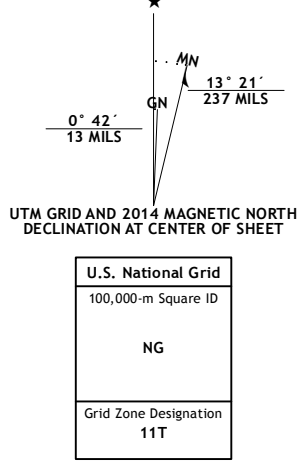 ★
MN
GN
13° 21´
237 MILS
0° 42´
13 MILS
UTM GRID AND 2014 MAGNETIC NORTH
DECLINATION AT CENTER OF SHEET
U.S. National Grid
100,000-m Square ID
NG
Grid Zone Designation
11T